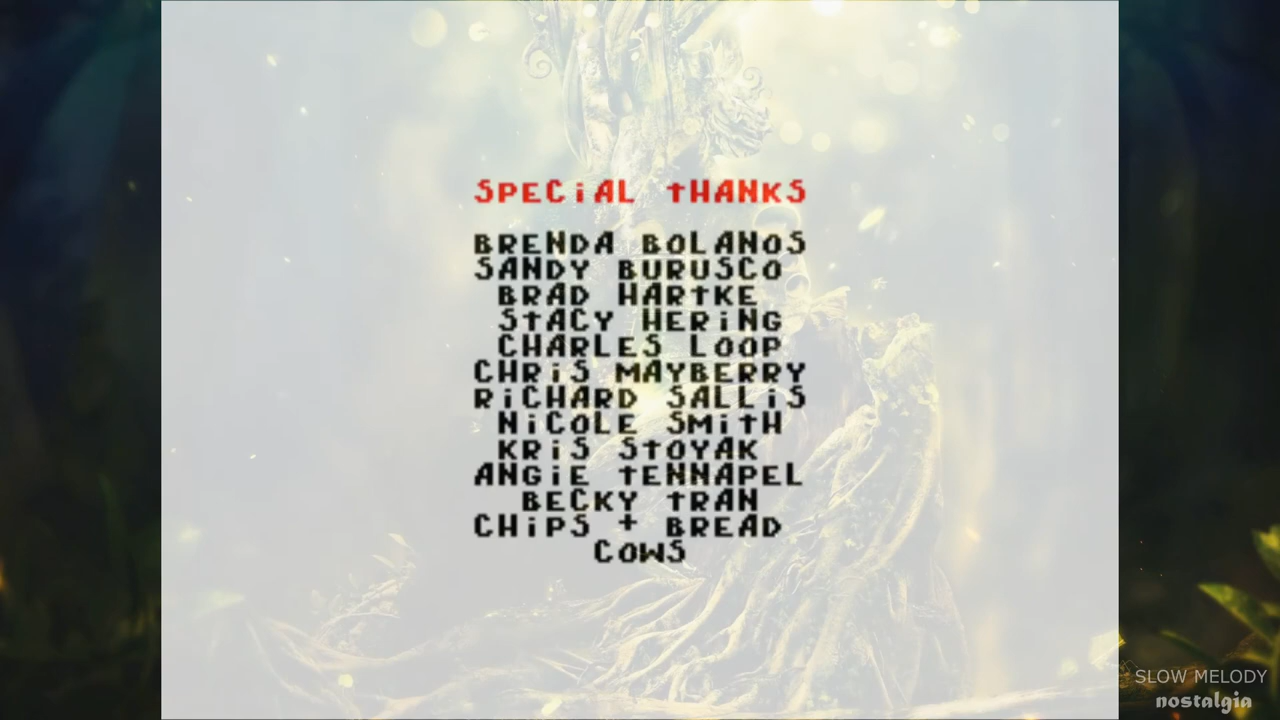 SPECiAL tHANKS
BRENDA BOLANOS
SANDY BURUSCO
BRAD HARtKE
StACY HERiNG
CHARLES LOOP
CHRiS MAYBERRY
RiCHARD SALLiS
NiCOLE SMitH
KRiS StOYAK
ANGiE tENNAPEL
BECKY tRAN
CHiPS + BREAD
COWS
SLOW MELODY
nostalgia